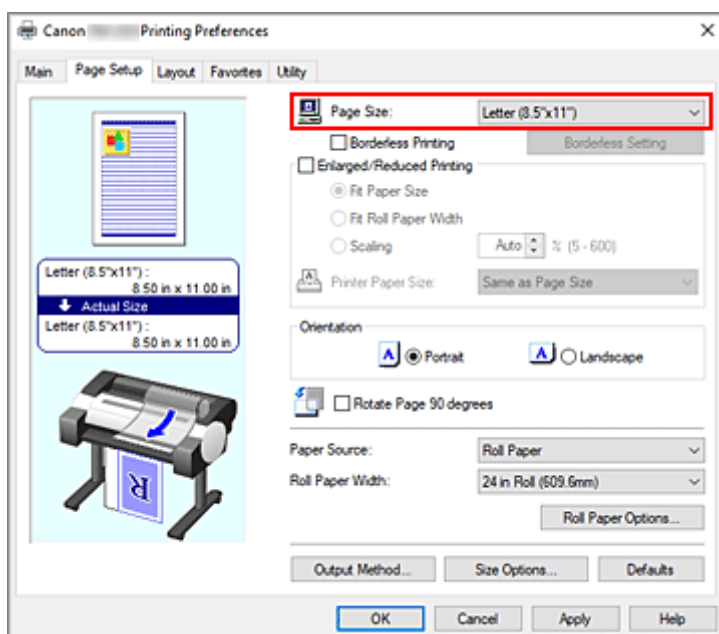 Canon Printing Preferences
Main Page Setup Layout Favorites Utility
Page Size: Letter (8.5"x11")
Borderless Printing Borderless Setting
Enlarged/Reduced Printing
Fit Paper Size
Fit Roll Paper Width
Scaling Auto % (5 - 600)
Printer Paper Size: Same as Page Size
Letter (8.5"x11") :
8.50 in x 11.00 in
Actual Size
Letter (8.5"x11") :
8.50 in x 11.00 in
Orientation
A Portrait A Landscape
Rotate Page 90 degrees
Paper Source: Roll Paper
Roll Paper Width: 24 in Roll (609.6mm)
Roll Paper Options...
R
Output Method... Size Options... Defaults
OK Cancel Apply Help